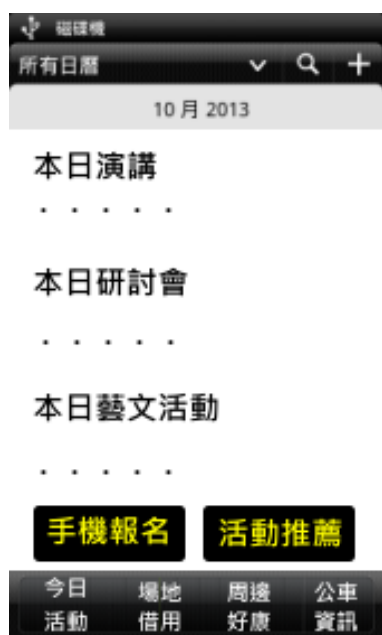 磁碟機
所有日曆
10 月 2013
本日演講
. . . . .
本日研討會
. . . . .
本日藝文活動
. . . . .
手機報名 活動推薦
今日 場地 周邊 公車
活動 借用 好康 資訊